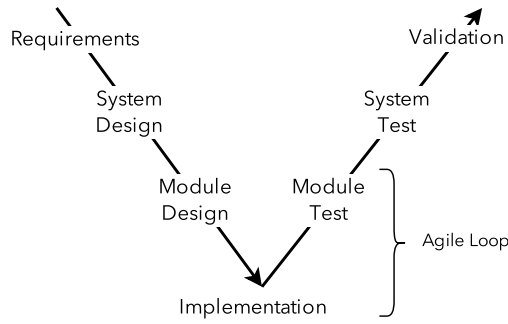 Requirements
Validation
System
Design
System
Test
Module
Design
Module
Test
Agile Loop
Implementation